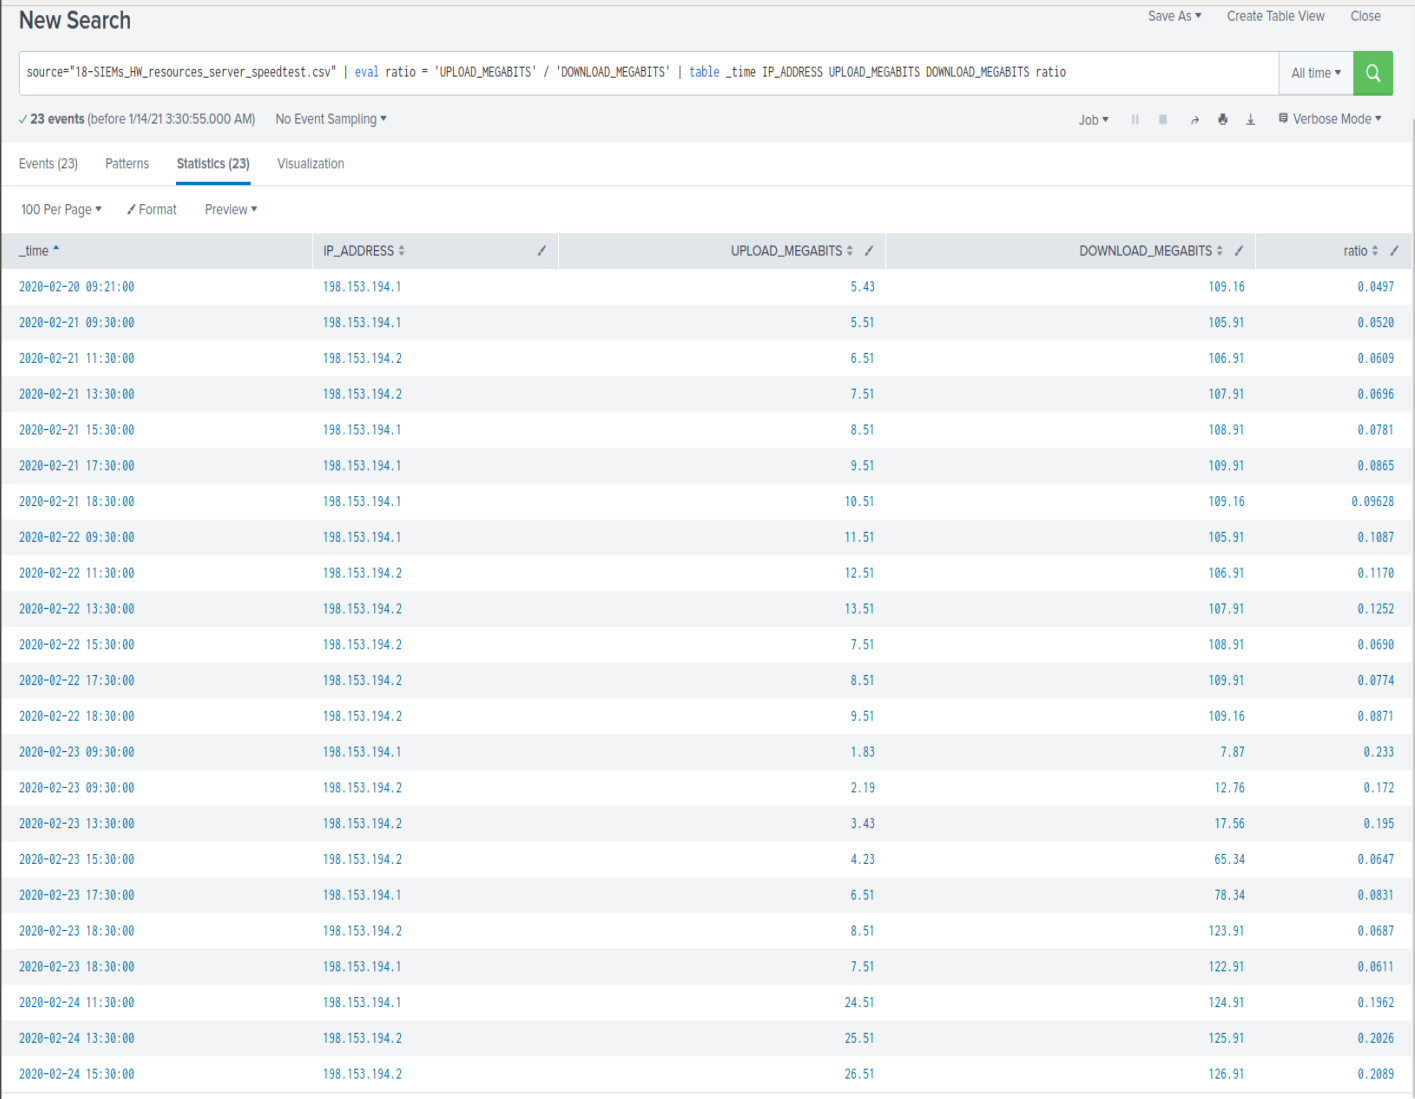 New Search
Save As Create Table View Close
source="18-SIEMs_HW_resources_server_speedtest.csv" | eval ratio = 'UPLOAD_MEGABITS' / 'DOWNLOAD_MEGABITS' | table _time IP_ADDRESS UPLOAD_MEGABITS DOWNLOAD_MEGABITS ratio
All time
23 events (before 1/14/21 3:30:55.000 AM) No Event Sampling
Job Verbose Mode
Events (23) Patterns Statistics (23) Visualization
100 Per Page Format Preview
_time IP_ADDRESS UPLOAD_MEGABITS DOWNLOAD_MEGABITS ratio
2020-02-20 09:21:00 198.153.194.1 5.43 109.16 0.0497
2020-02-21 09:30:00 198.153.194.1 5.51 105.91 0.0520
2020-02-21 11:30:00 198.153.194.2 6.51 106.91 0.0609
2020-02-21 13:30:00 198.153.194.2 7.51 107.91 0.0696
2020-02-21 15:30:00 198.153.194.1 8.51 108.91 0.0781
2020-02-21 17:30:00 198.153.194.1 9.51 109.91 0.0865
2020-02-21 18:30:00 198.153.194.1 10.51 109.16 0.09628
2020-02-22 09:30:00 198.153.194.1 11.51 105.91 0.1087
2020-02-22 11:30:00 198.153.194.2 12.51 106.91 0.1170
2020-02-22 13:30:00 198.153.194.2 13.51 107.91 0.1252
2020-02-22 15:30:00 198.153.194.2 7.51 108.91 0.0690
2020-02-22 17:30:00 198.153.194.2 8.51 109.91 0.0774
2020-02-22 18:30:00 198.153.194.2 9.51 109.16 0.0871
2020-02-23 09:30:00 198.153.194.1 1.83 7.87 0.233
2020-02-23 09:30:00 198.153.194.2 2.19 12.76 0.172
2020-02-23 13:30:00 198.153.194.2 3.43 17.56 0.195
2020-02-23 15:30:00 198.153.194.2 4.23 65.34 0.0647
2020-02-23 17:30:00 198.153.194.1 6.51 78.34 0.0831
2020-02-23 18:30:00 198.153.194.2 8.51 123.91 0.0687
2020-02-23 18:30:00 198.153.194.1 7.51 122.91 0.0611
2020-02-24 11:30:00 198.153.194.1 24.51 124.91 0.1962
2020-02-24 13:30:00 198.153.194.2 25.51 125.91 0.2026
2020-02-24 15:30:00 198.153.194.2 26.51 126.91 0.2089